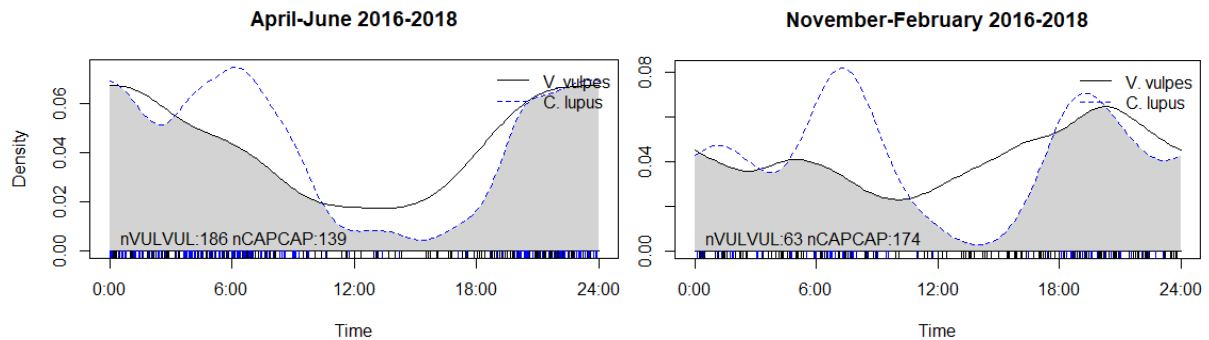 April-June 2016-2018
Density
0.00 0.02 0.04 0.06
V. vulpes
C. lupus
nVULVUL:186 nCAPCAP:139
0:00 6:00 12:00 18:00 24:00
Time
November-February 2016-2018
0.00 0.04 0.08
V. vulpes
C. lupus
nVULVUL:63 nCAPCAP:174
0:00 6:00 12:00 18:00 24:00
Time